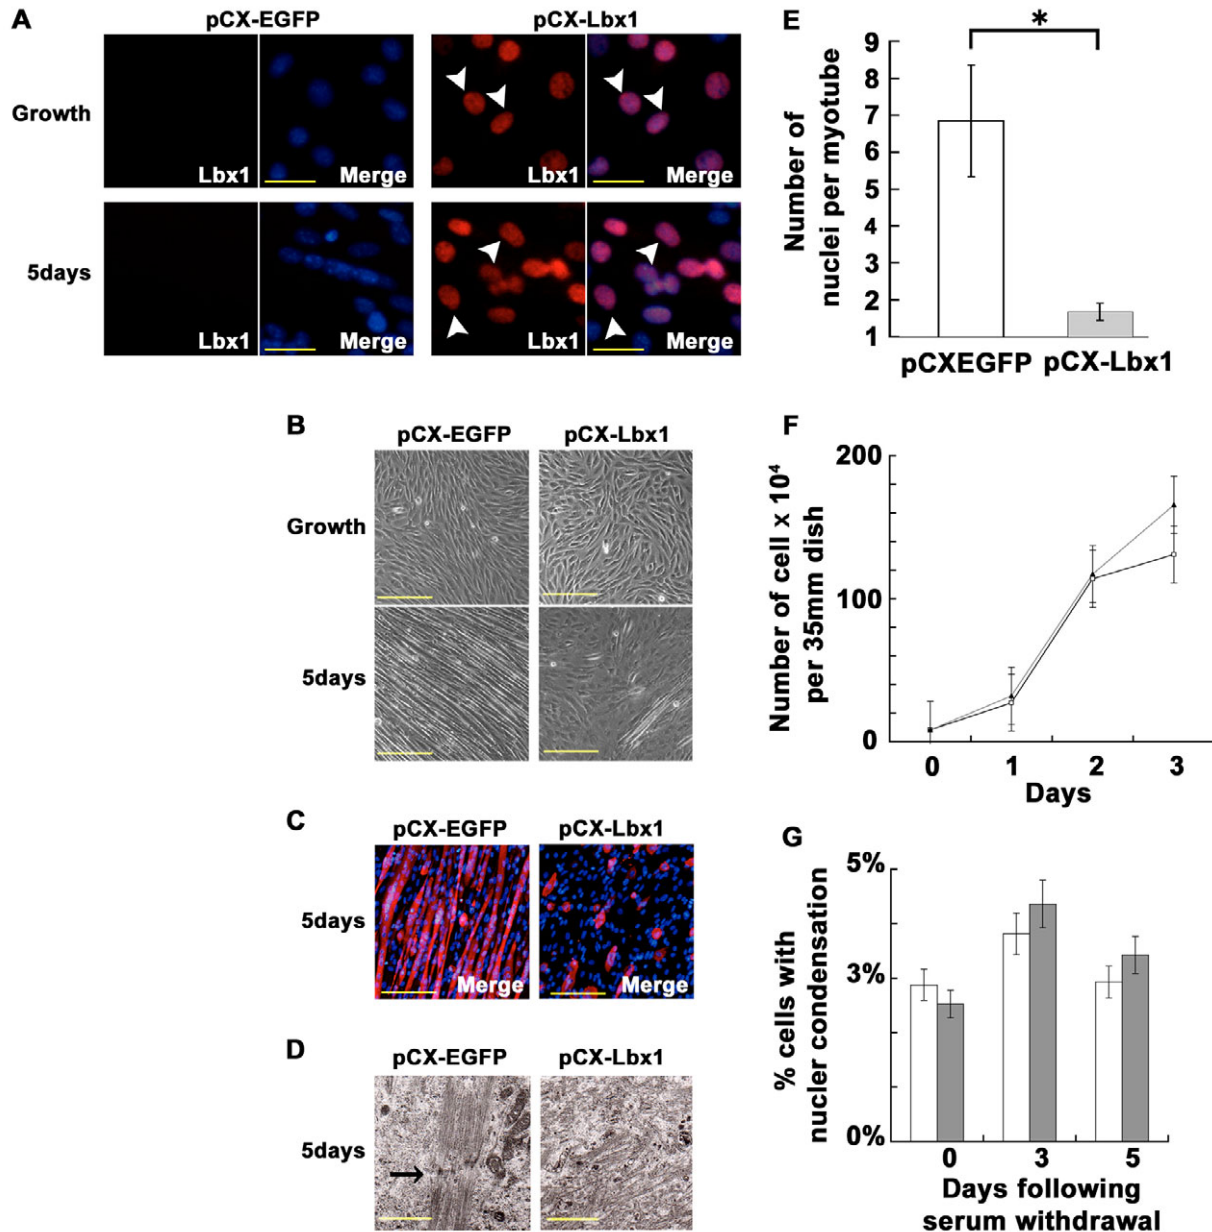 A
pCX-EGFP
pCX-Lbx1
Growth
Lbx1
Merge
Lbx1
Merge
5days
Lbx1
Merge
Lbx1
Merge
B
pCX-EGFP
pCX-Lbx1
Growth
5days
C
pCX-EGFP
pCX-Lbx1
5days
Merge
Merge
D
pCX-EGFP
pCX-Lbx1
5days
E
*
Number of
nuclei per myotube
9
8
7
6
5
4
3
2
1
pCXEGFP
pCX-Lbx1
F
Number of cell x 10⁴
per 35mm dish
200
100
0
0 1 2 3
Days
G
% cells with
nucler condensation
5%
3%
0%
0 3 5
Days following
serum withdrawal